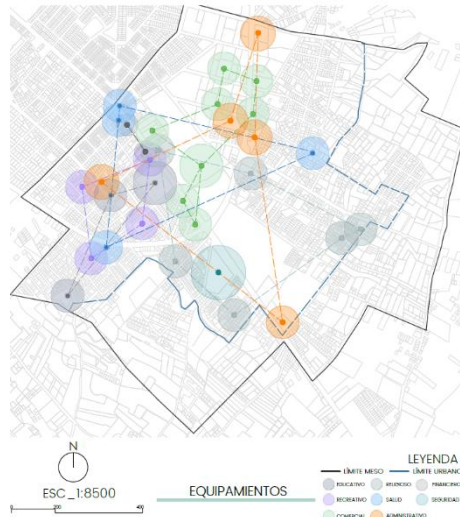 N
ESC_1:8500
EQUIPAMIENTOS
LEYENDA
LÍMITE MESO LÍMITE URBANO
EDUCATIVO RELIGIOSO FINANCIERO
RECREATIVO SALUD SEGURIDAD
COMERCIAL ADMINISTRATIVO